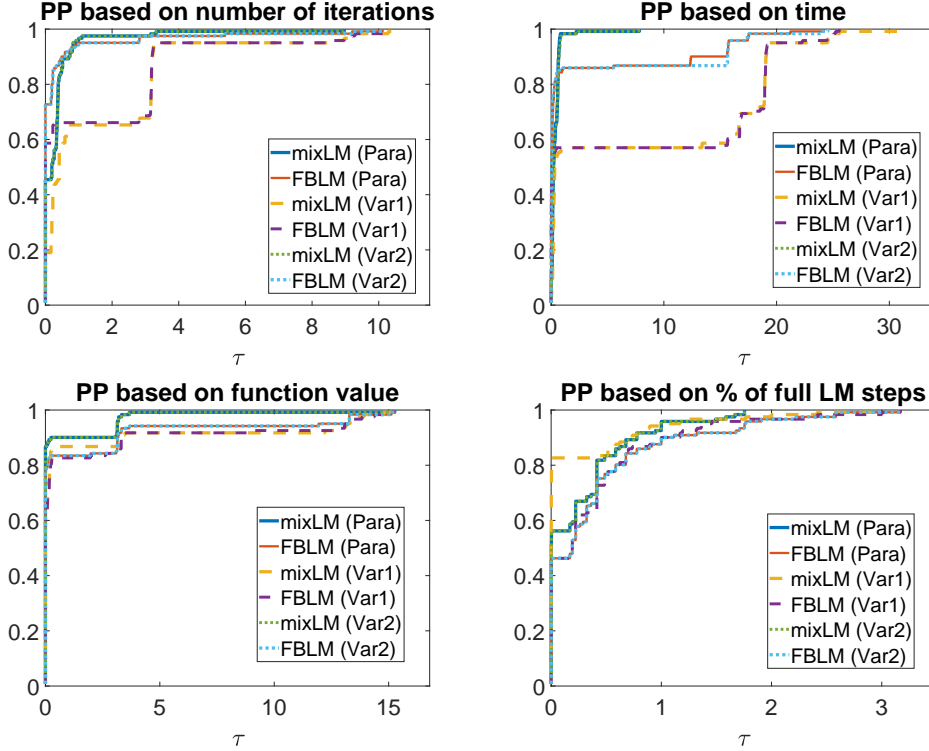 PP based on number of iterations
1
0.8
0.6
0.4
0.2
0
mixLM (Para)
FBLM (Para)
mixLM (Var1)
FBLM (Var1)
mixLM (Var2)
FBLM (Var2)
0 2 4 6 8 10
τ
PP based on time
1
0.8
0.6
0.4
0.2
0
mixLM (Para)
FBLM (Para)
mixLM (Var1)
FBLM (Var1)
mixLM (Var2)
FBLM (Var2)
0 10 20 30
τ
PP based on function value
1
0.8
0.6
0.4
0.2
0
mixLM (Para)
FBLM (Para)
mixLM (Var1)
FBLM (Var1)
mixLM (Var2)
FBLM (Var2)
0 5 10 15
τ
PP based on % of full LM steps
1
0.8
0.6
0.4
0.2
0
mixLM (Para)
FBLM (Para)
mixLM (Var1)
FBLM (Var1)
mixLM (Var2)
FBLM (Var2)
0 1 2 3
τ